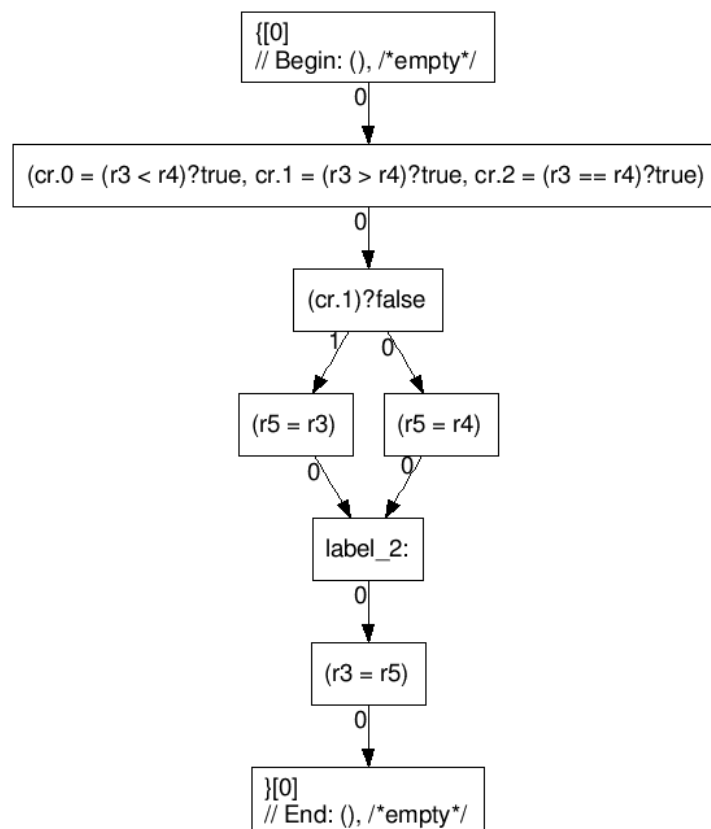 {[0]
// Begin: (), /*empty*/
0
(cr.0 = (r3 < r4)?true, cr.1 = (r3 > r4)?true, cr.2 = (r3 == r4)?true)
0
(cr.1)?false
1 0
(r5 = r3) (r5 = r4)
0 0
label_2:
0
(r3 = r5)
0
}[0]
// End: (), /*empty*/